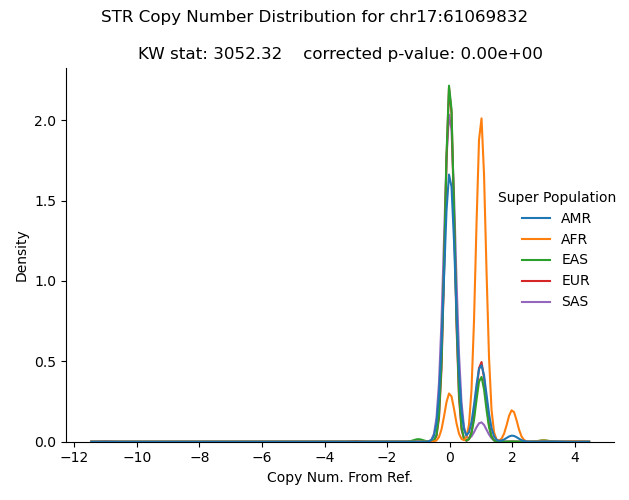 STR Copy Number Distribution for chr17:61069832
KW stat: 3052.32    corrected p-value: 0.00e+00
Density
2.0
1.5
1.0
0.5
0.0
−12 −10 −8 −6 −4 −2 0 2 4
Copy Num. From Ref.
Super Population
AMR
AFR
EAS
EUR
SAS